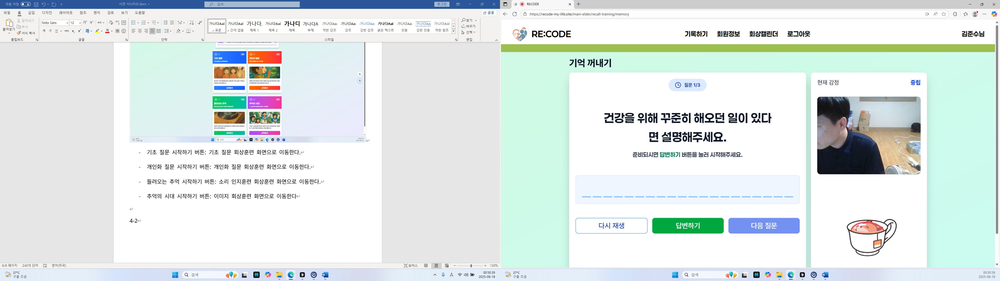 자동 저장
시연 시나리오.docx
검색
로그인
파일 홈 삽입 디자인 레이아웃 참조 편지 검토 보기 도움말
공유
붙여넣기
잘라내기
복사
서식 복사
클립보드
Noto Sans 12
글꼴
단락
가나다AaB 표준
가나다AaB 간격 없음
가나다, 제목 1
가나다AaB 제목 2
가나디 제목
가나다A 부제
가나다AaB 약한 강조
가나다Aa 강조
가나다Aa 강한 강조
가나다AaB 굵은 텍스트
가나다Aa 인용
가나다Aa 강한 인용
가나다AAE 약한 참조
스타일
찾기
바꾸기
선택
편집
기초 질문
개인화 질문
시작하기
시작하기
들려오는 추억
추억의 시대
시작하기
시작하기
- 기초 질문 시작하기 버튼: 기초 질문 회상훈련 화면으로 이동한다.
- 개인화 질문 시작하기 버튼: 개인화 질문 회상훈련 화면으로 이동한다.
- 들려오는 추억 시작하기 버튼: 소리 인지훈련 회상훈련 화면으로 이동한다.
- 추억의 시대 시작하기 버튼: 이미지 회상훈련 화면으로 이동한다
4-2
6/6 페이지 240개 단어 영어(미국)
포커스
130%
27°C
구름 조금
검색
A
00:50:39
2025-08-18
RE:CODE
https://recode-my-life.site/main-elder/recall-training/memory
RE:CODE
기록하기 회원정보 회상캘린더 로그아웃
김준수님
기억 꺼내기
질문 1/3
건강을 위해 꾸준히 해오던 일이 있다
면 설명해주세요.
준비되시면 답변하기 버튼을 눌러 시작해주세요.
다시 재생
답변하기
다음 질문
현재 감정
중립
27°C
구름 조금
검색
00:50:39
2025-08-18